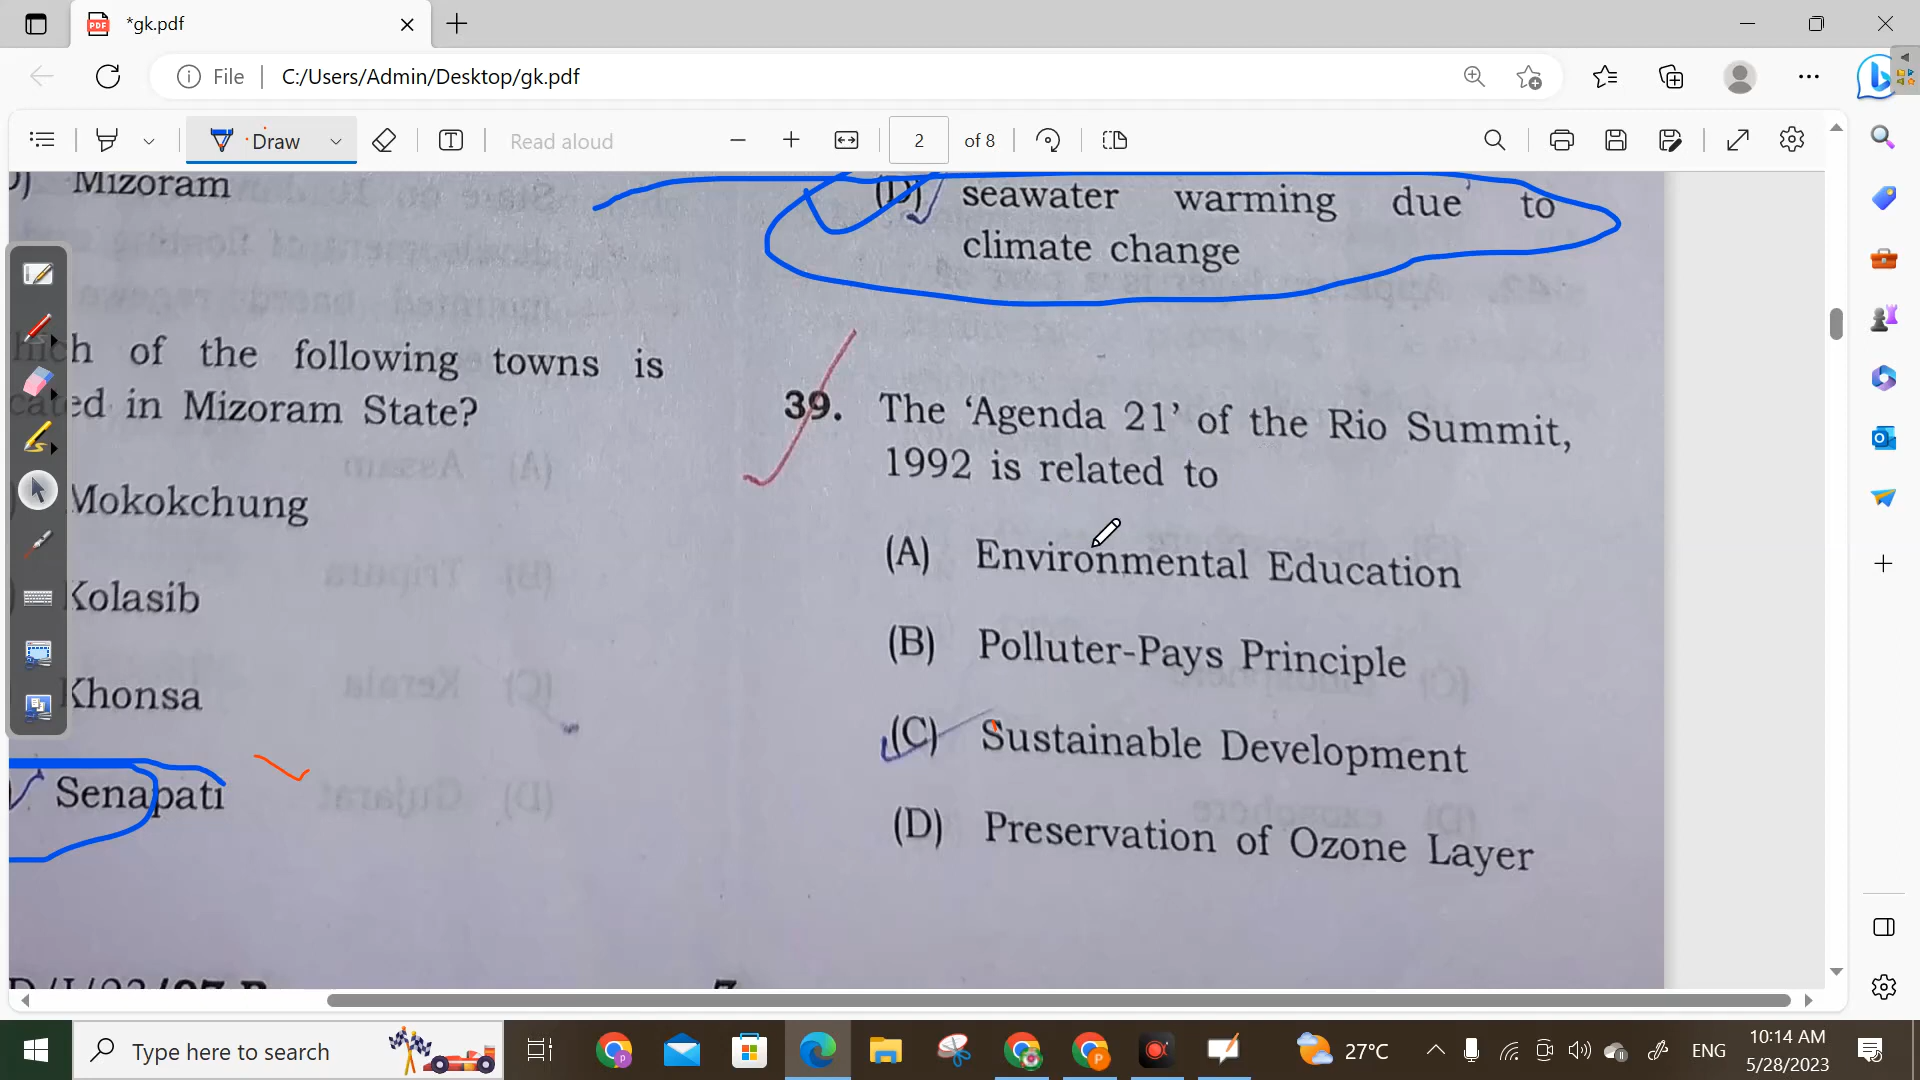 *gk.pdf
File
C:/Users/Admin/Desktop/gk.pdf
Draw
Read aloud
2
of 8
Mizoram
of the following towns is
in Mizoram State?
Mokokchung
Kolasib
Khonsa
Senapati
(D) seawater warming due to
climate change
39. The ‘Agenda 21’ of the Rio Summit,
1992 is related to
(A) Environmental Education
(B) Polluter-Pays Principle
(C) Sustainable Development
(D) Preservation of Ozone Layer
Type here to search
27°C
ENG
10:14 AM
5/28/2023